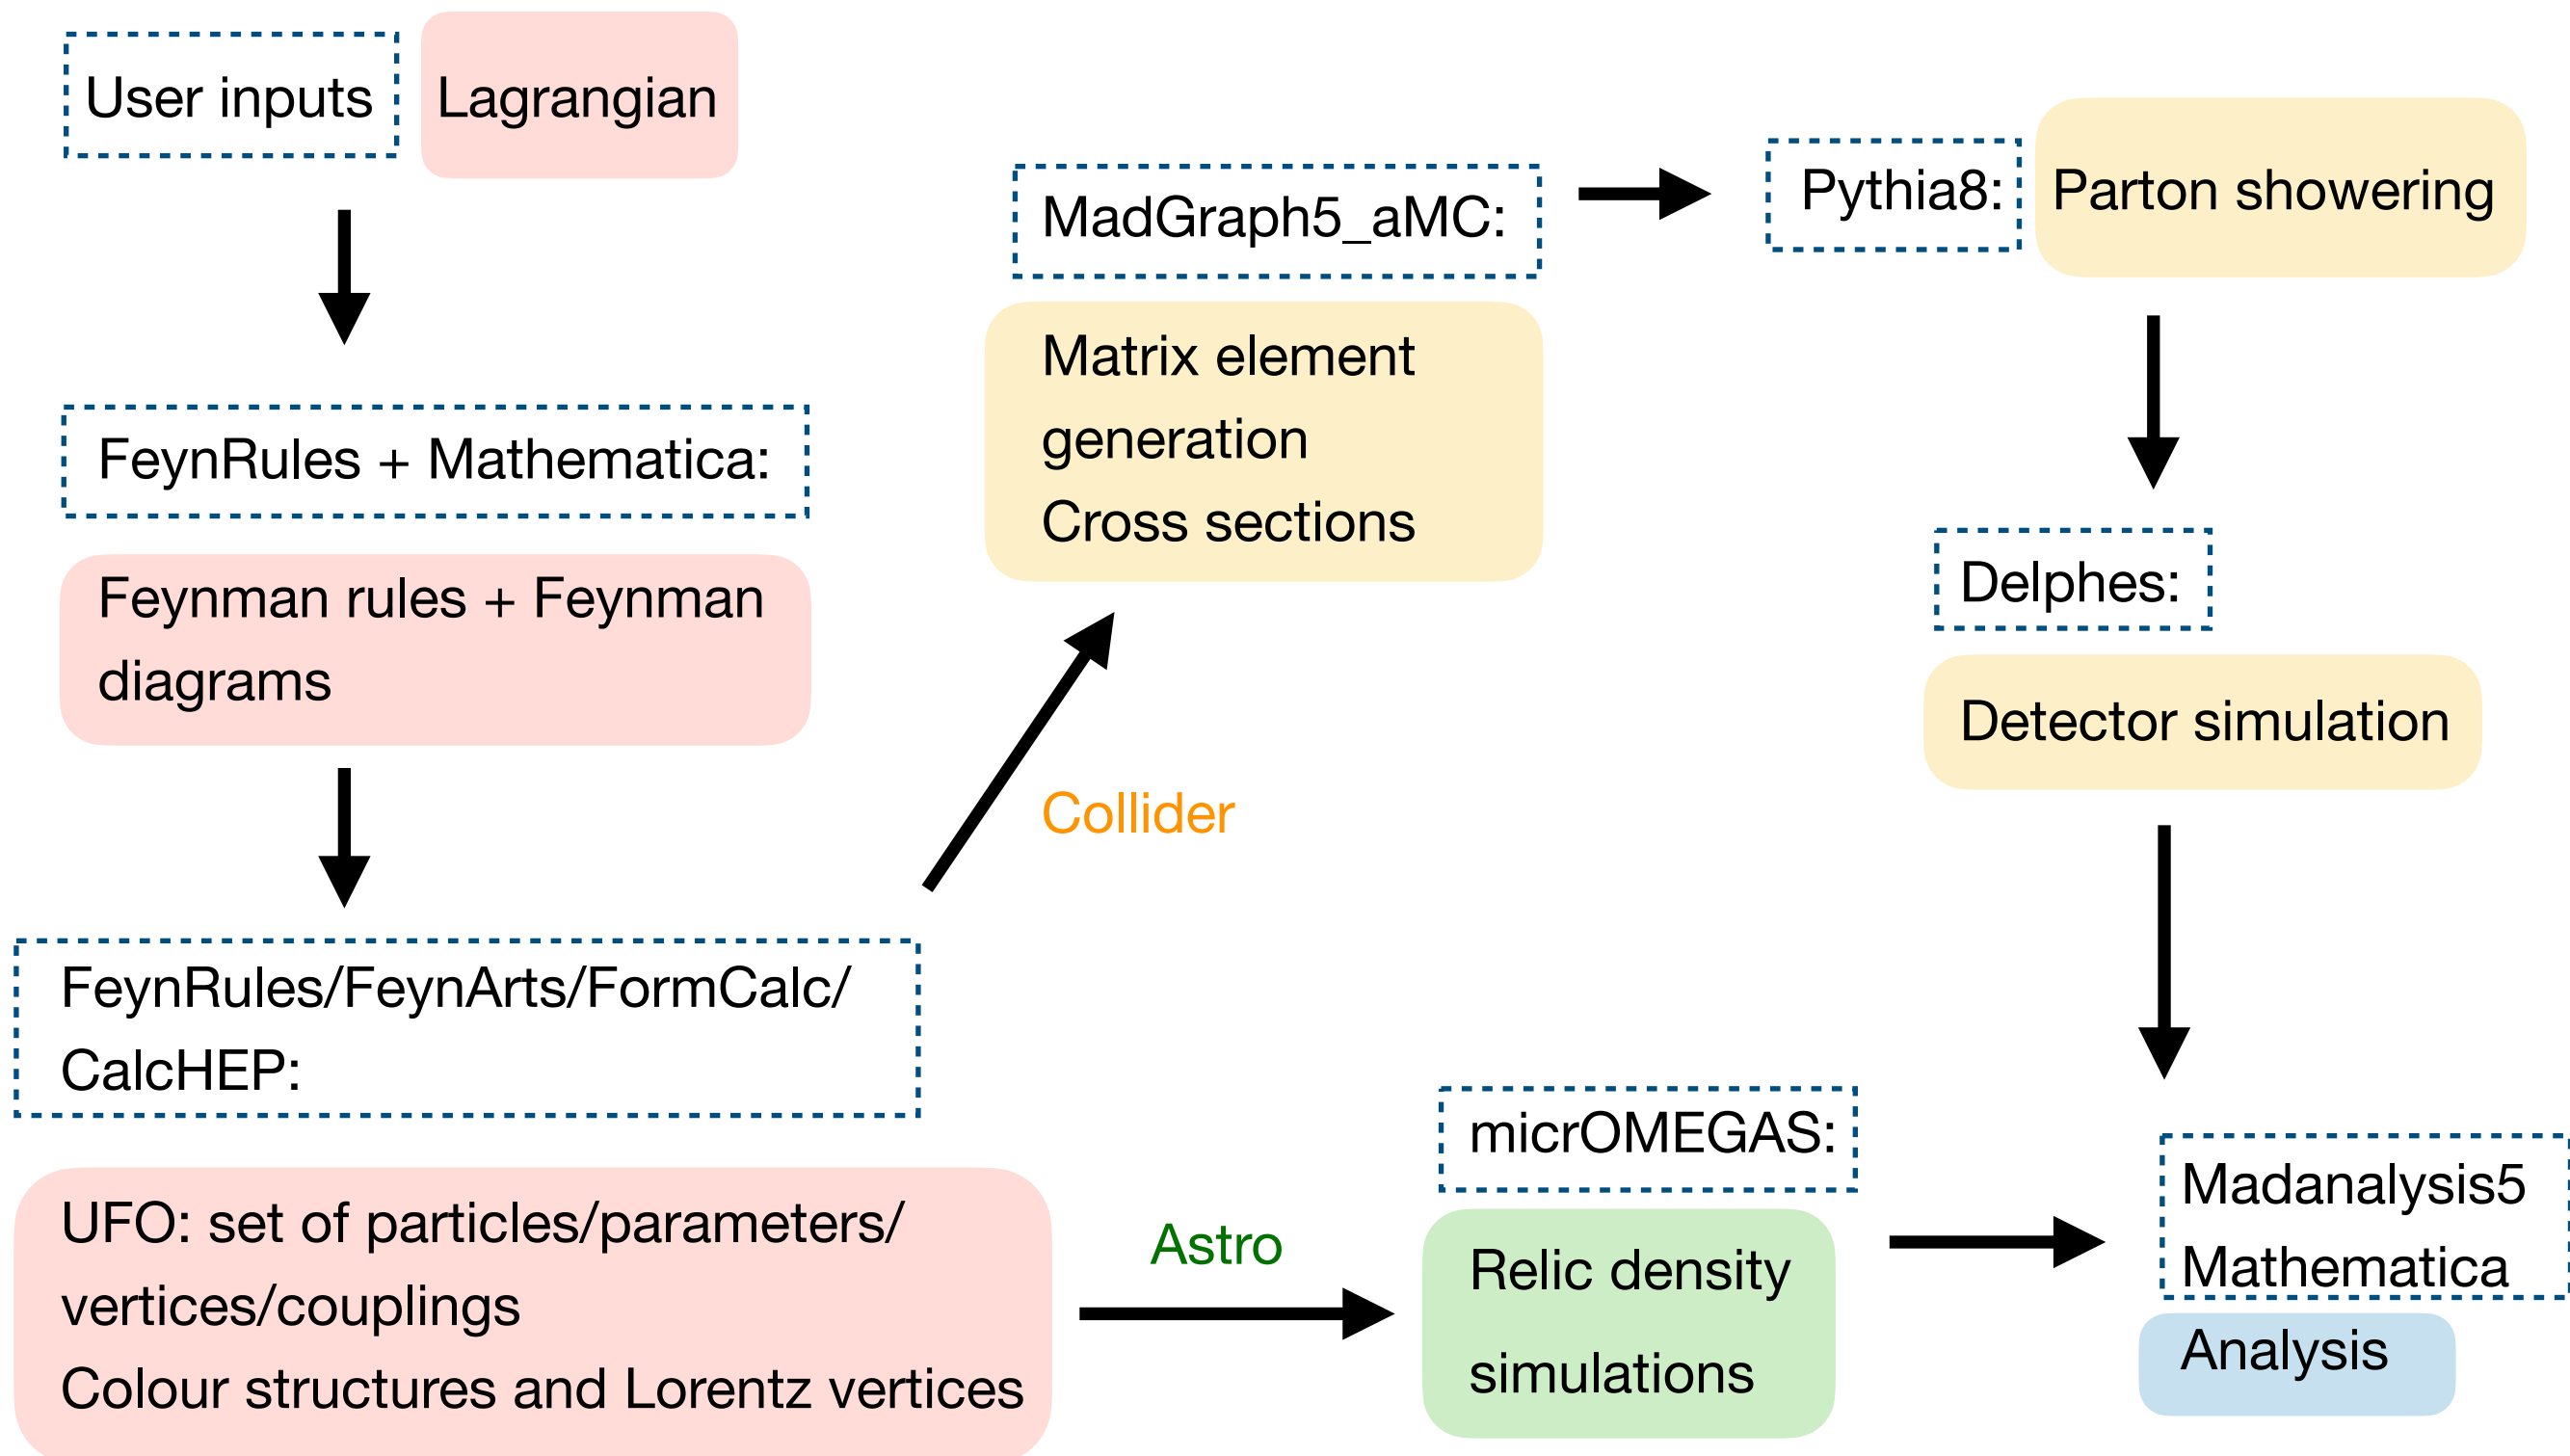 User inputs
Lagrangian
FeynRules + Mathematica:
Feynman rules + Feynman
diagrams
FeynRules/FeynArts/FormCalc/
CalcHEP:
UFO: set of particles/parameters/
vertices/couplings
Colour structures and Lorentz vertices
Collider
MadGraph5_aMC:
Matrix element
generation
Cross sections
Pythia8:
Parton showering
Delphes:
Detector simulation
Astro
micrOMEGAS:
Relic density
simulations
Madanalysis5
Mathematica
Analysis